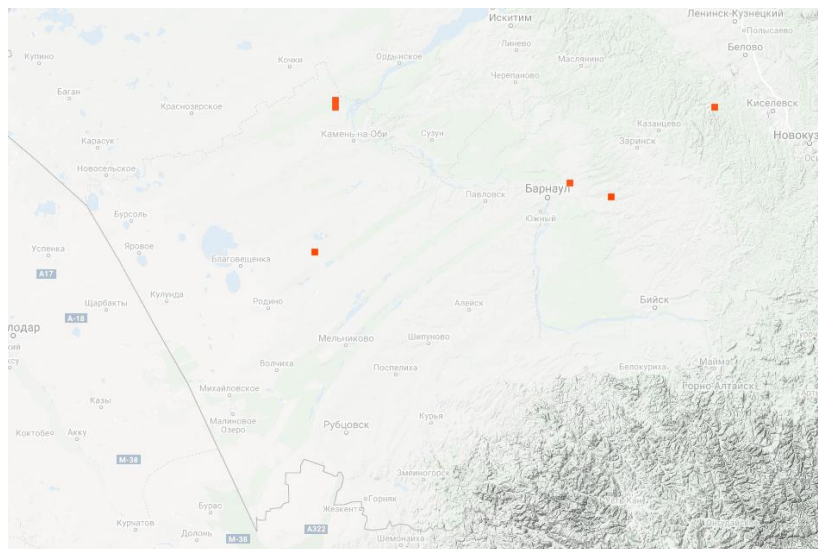 Искитим
Ленинск-Кузнецкий
Полысаево
Линево
Белово
Купино
Кочки
Ордынское
Маслянино
Черепаново
Баган
Краснозерское
Киселевск
Казанцево
Камень-на-Оби
Сузун
Новокуз
Карасук
Заринск
Новосельское
Барнаул
Павловск
Бурсоль
Южный
Успенка
Яровое
Благовещенка
A17
Кулунда
Бийск
Щарбакты
Родино
Алейск
A-18
лодар
Мельниково
Шепуново
кий
Майма
ксу
Волчиха
Поспелиха
Белокуриха
Горно-Алтайск
Михайловское
Казы
Малиновое
Озеро
Курья
Рубцовск
Коктобе
Акку
M-38
Змеиногорск
Горняк
Бурас
Жезкент
Курчатов
A322
Долонь
M-38
Шемонаиха